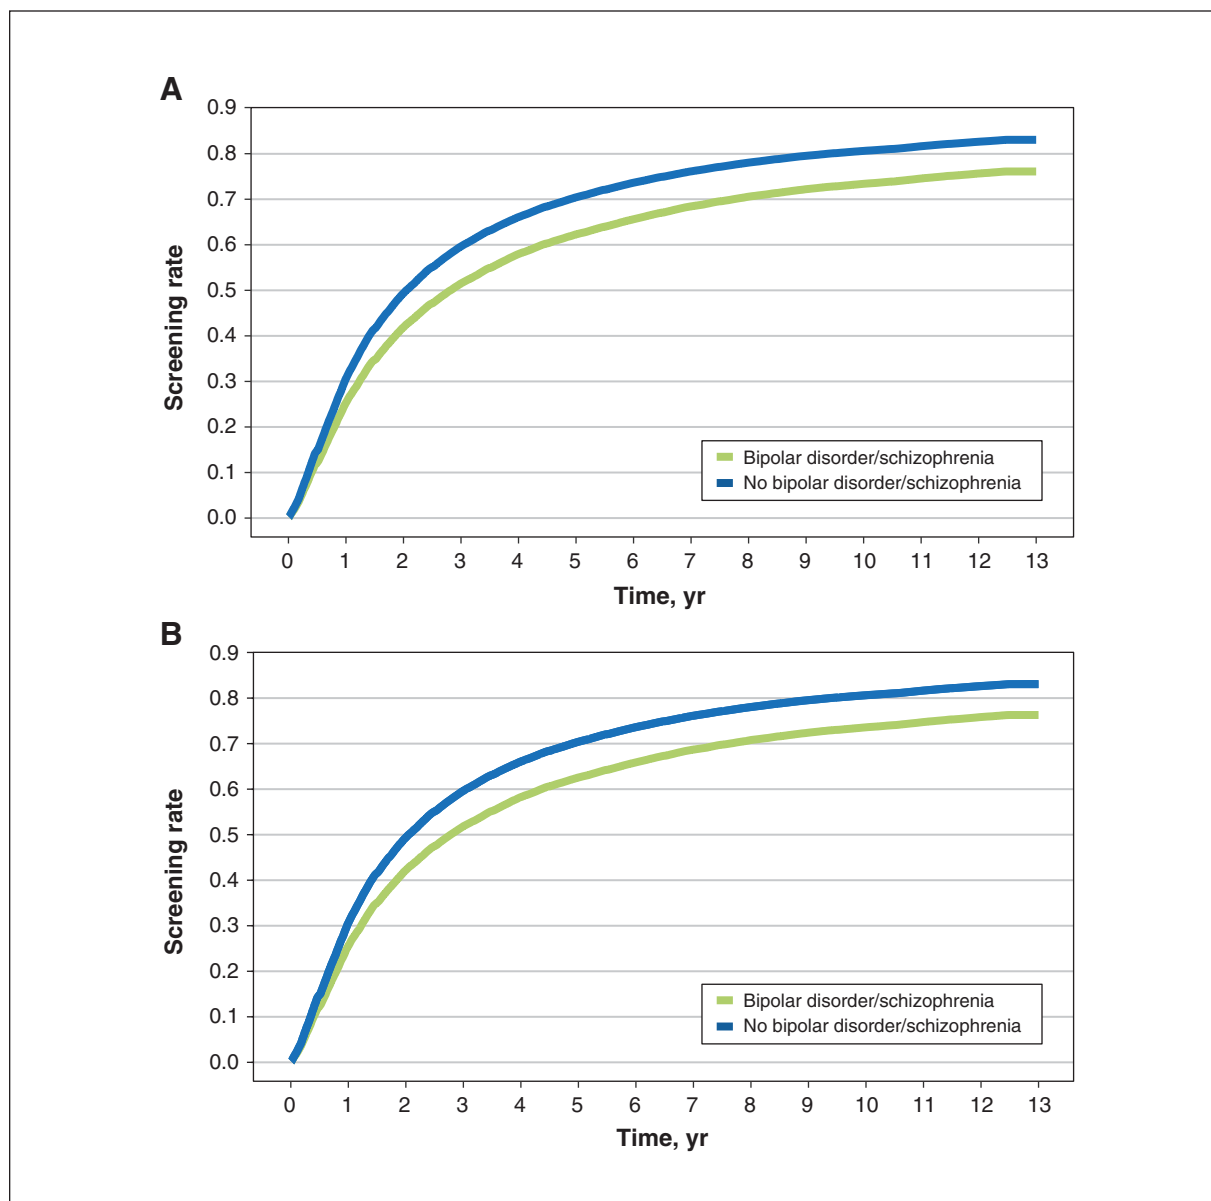 A
0.9
0.8
0.7
0.6
0.5
0.4
0.3
0.2
0.1
0.0
Screening rate
Bipolar disorder/schizophrenia
No bipolar disorder/schizophrenia
0 1 2 3 4 5 6 7 8 9 10 11 12 13
Time, yr
B
0.9
0.8
0.7
0.6
0.5
0.4
0.3
0.2
0.1
0.0
Screening rate
Bipolar disorder/schizophrenia
No bipolar disorder/schizophrenia
0 1 2 3 4 5 6 7 8 9 10 11 12 13
Time, yr